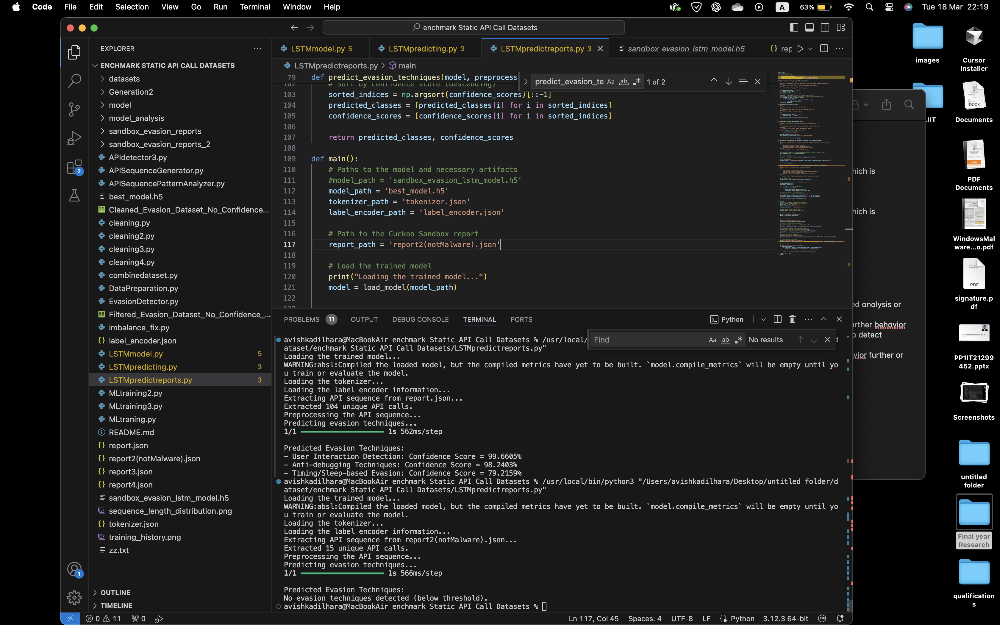 Code File Edit Selection View Go Run Terminal Window Help
A 63% Tue 18 Mar 22:19
enchmark Static API Call Datasets
EXPLORER
ENCHMARK STATIC API CALL DATASETS
datasets
Generation2
model
model_analysis
sandbox_evasion_reports
sandbox_evasion_reports_2
APIdetector3.py
APISequenceGenerator.py
APISequencePatternAnalyzer.py
best_model.h5
Cleaned_Evasion_Dataset_No_Confidence...
cleaning.py
cleaning2.py
cleaning3.py
cleaning4.py
combinedataset.py
DataPreparation.py
EvasionDetector.py
Filtered_Evasion_Dataset_No_Confidence_...
imbalance_fix.py
label_encoder.json
LSTMmodel.py 5
LSTMpredicting.py 3
LSTMpredictreports.py 3
MLtraining2.py
MLtraining3.py
MLtraning.py
README.md
report.json
report2(notMalware).json
report3.json
report4.json
sandbox_evasion_lstm_model.h5
sequence_length_distribution.png
tokenizer.json
training_history.png
zz.txt
OUTLINE
TIMELINE
2
1
LSTMmodel.py 5 LSTMpredicting.py 3 LSTMpredictreports.py 3 sandbox_evasion_lstm_model.h5 rep
LSTMpredictreports.py > main
predict_evasion_te Aa ab 1 of 2
79 def predict_evasion_techniques(model, preprocess
102 # Sort by confidence score (descending)
103 sorted_indices = np.argsort(confidence_scores)[::-1]
104 predicted_classes = [predicted_classes[i] for i in sorted_indices]
105 confidence_scores = [confidence_scores[i] for i in sorted_indices]
106
107 return predicted_classes, confidence_scores
108
109 def main():
110 # Paths to the model and necessary artifacts
111 #model_path = 'sandbox_evasion_lstm_model.h5'
112 model_path = 'best_model.h5'
113 tokenizer_path = 'tokenizer.json'
114 label_encoder_path = 'label_encoder.json'
115
116 # Path to the Cuckoo Sandbox report
117 report_path = 'report2(notMalware).json'
118
119 # Load the trained model
120 print("Loading the trained model...")
121 model = load_model(model_path)
122
123
PROBLEMS 11 OUTPUT DEBUG CONSOLE TERMINAL PORTS
Python
Find Aa ab No results
avishkadilhara@MacBookAir enchmark Static API Call Datasets % /usr/local/
ataset/enchmark Static API Call Datasets/LSTMpredictreports.py"
Loading the trained model...
WARNING:absl:Compiled the loaded model, but the compiled metrics have yet to be built. `model.compile_metrics` will be empty until yo
u train or evaluate the model.
Loading the tokenizer...
Loading the label encoder information...
Extracting API sequence from report.json...
Extracted 104 unique API calls.
Preprocessing the API sequence...
Predicting evasion techniques...
1/1 1s 562ms/step
Predicted Evasion Techniques:
- User Interaction Detection: Confidence Score = 99.6605%
- Anti-debugging Techniques: Confidence Score = 98.2403%
- Timing/Sleep-based Evasion: Confidence Score = 79.2159%
avishkadilhara@MacBookAir enchmark Static API Call Datasets % /usr/local/bin/python3 "/Users/avishkadilhara/Desktop/untitled folder/d
ataset/enchmark Static API Call Datasets/LSTMpredictreports.py"
Loading the trained model...
WARNING:absl:Compiled the loaded model, but the compiled metrics have yet to be built. `model.compile_metrics` will be empty until yo
u train or evaluate the model.
Loading the tokenizer...
Loading the label encoder information...
Extracting API sequence from report2(notMalware).json...
Extracted 15 unique API calls.
Preprocessing the API sequence...
Predicting evasion techniques...
1/1 1s 566ms/step
Predicted Evasion Techniques:
No evasion techniques detected (below threshold).
avishkadilhara@MacBookAir enchmark Static API Call Datasets %
0 11 0 Ln 117, Col 45 Spaces: 4 UTF-8 LF Python 3.12.3 64-bit
hich is
hich is
ed analysis or
urther behavior
o detect
vior further or
images
Cursor
Installer
DOCX
Documents
PDF
Documents
WindowsMal
ware...o.pdf
PDF
signature.p
df
PP1IT21299
452.pptx
Screenshots
untitled
folder
Final year
Research
qualification
s